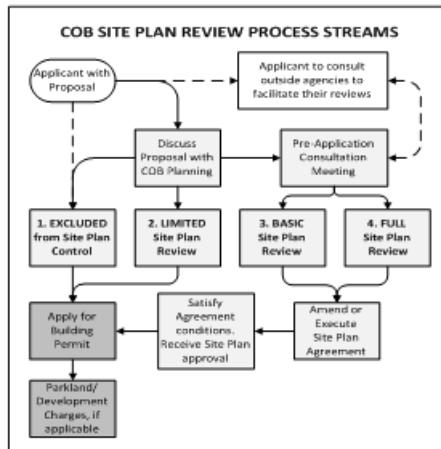 COB SITE PLAN REVIEW PROCESS STREAMS
Applicant with
Proposal
Applicant to consult
outside agencies to
facilitate their reviews
Discuss
Proposal with
COB Planning
Pre-Application
Consultation
Meeting
1. EXCLUDED
from Site Plan
Control
2. LIMITED
Site Plan
Review
3. BASIC
Site Plan
Review
4. FULL
Site Plan
Review
Apply for
Building
Permit
Satisfy
Agreement
conditions.
Receive Site Plan
approval
Amend or
Execute
Site Plan
Agreement
Parkland/
Development
Charges, if
applicable